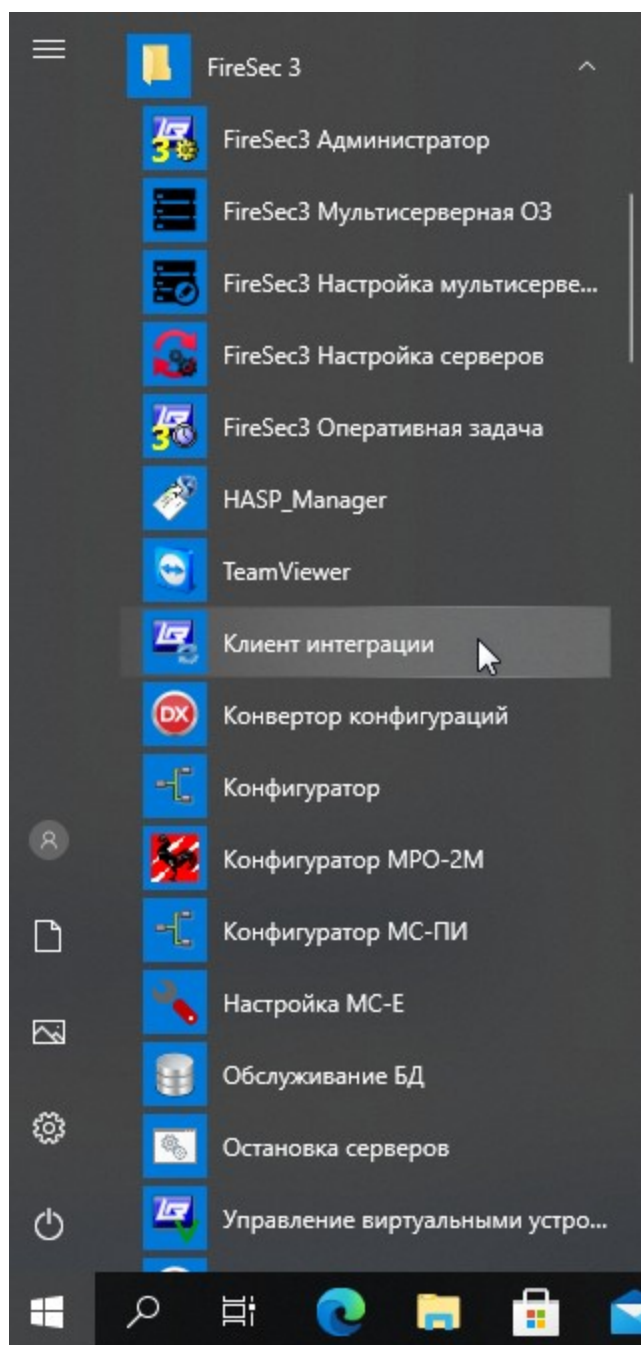 FireSec 3
FireSec3 Администратор
FireSec3 Мультисерверная ОЗ
FireSec3 Настройка мультисерве...
FireSec3 Настройка серверов
FireSec3 Оперативная задача
HASP_Manager
TeamViewer
Клиент интеграции
Конвертор конфигураций
Конфигуратор
Конфигуратор МРО-2М
Конфигуратор МС-ПИ
Настройка МС-Е
Обслуживание БД
Остановка серверов
Управление виртуальными устро...